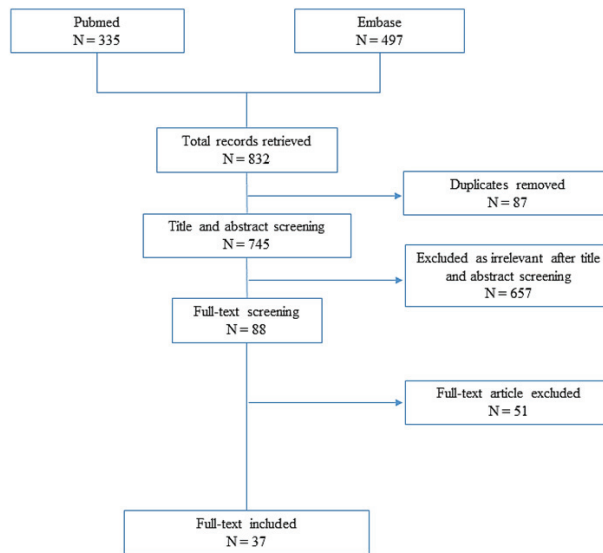 Pubmed
N = 335
Embase
N = 497
Total records retrieved
N = 832
Duplicates removed
N = 87
Title and abstract screening
N = 745
Excluded as irrelevant after title
and abstract screening
N = 657
Full-text screening
N = 88
Full-text article excluded
N = 51
Full-text included
N = 37